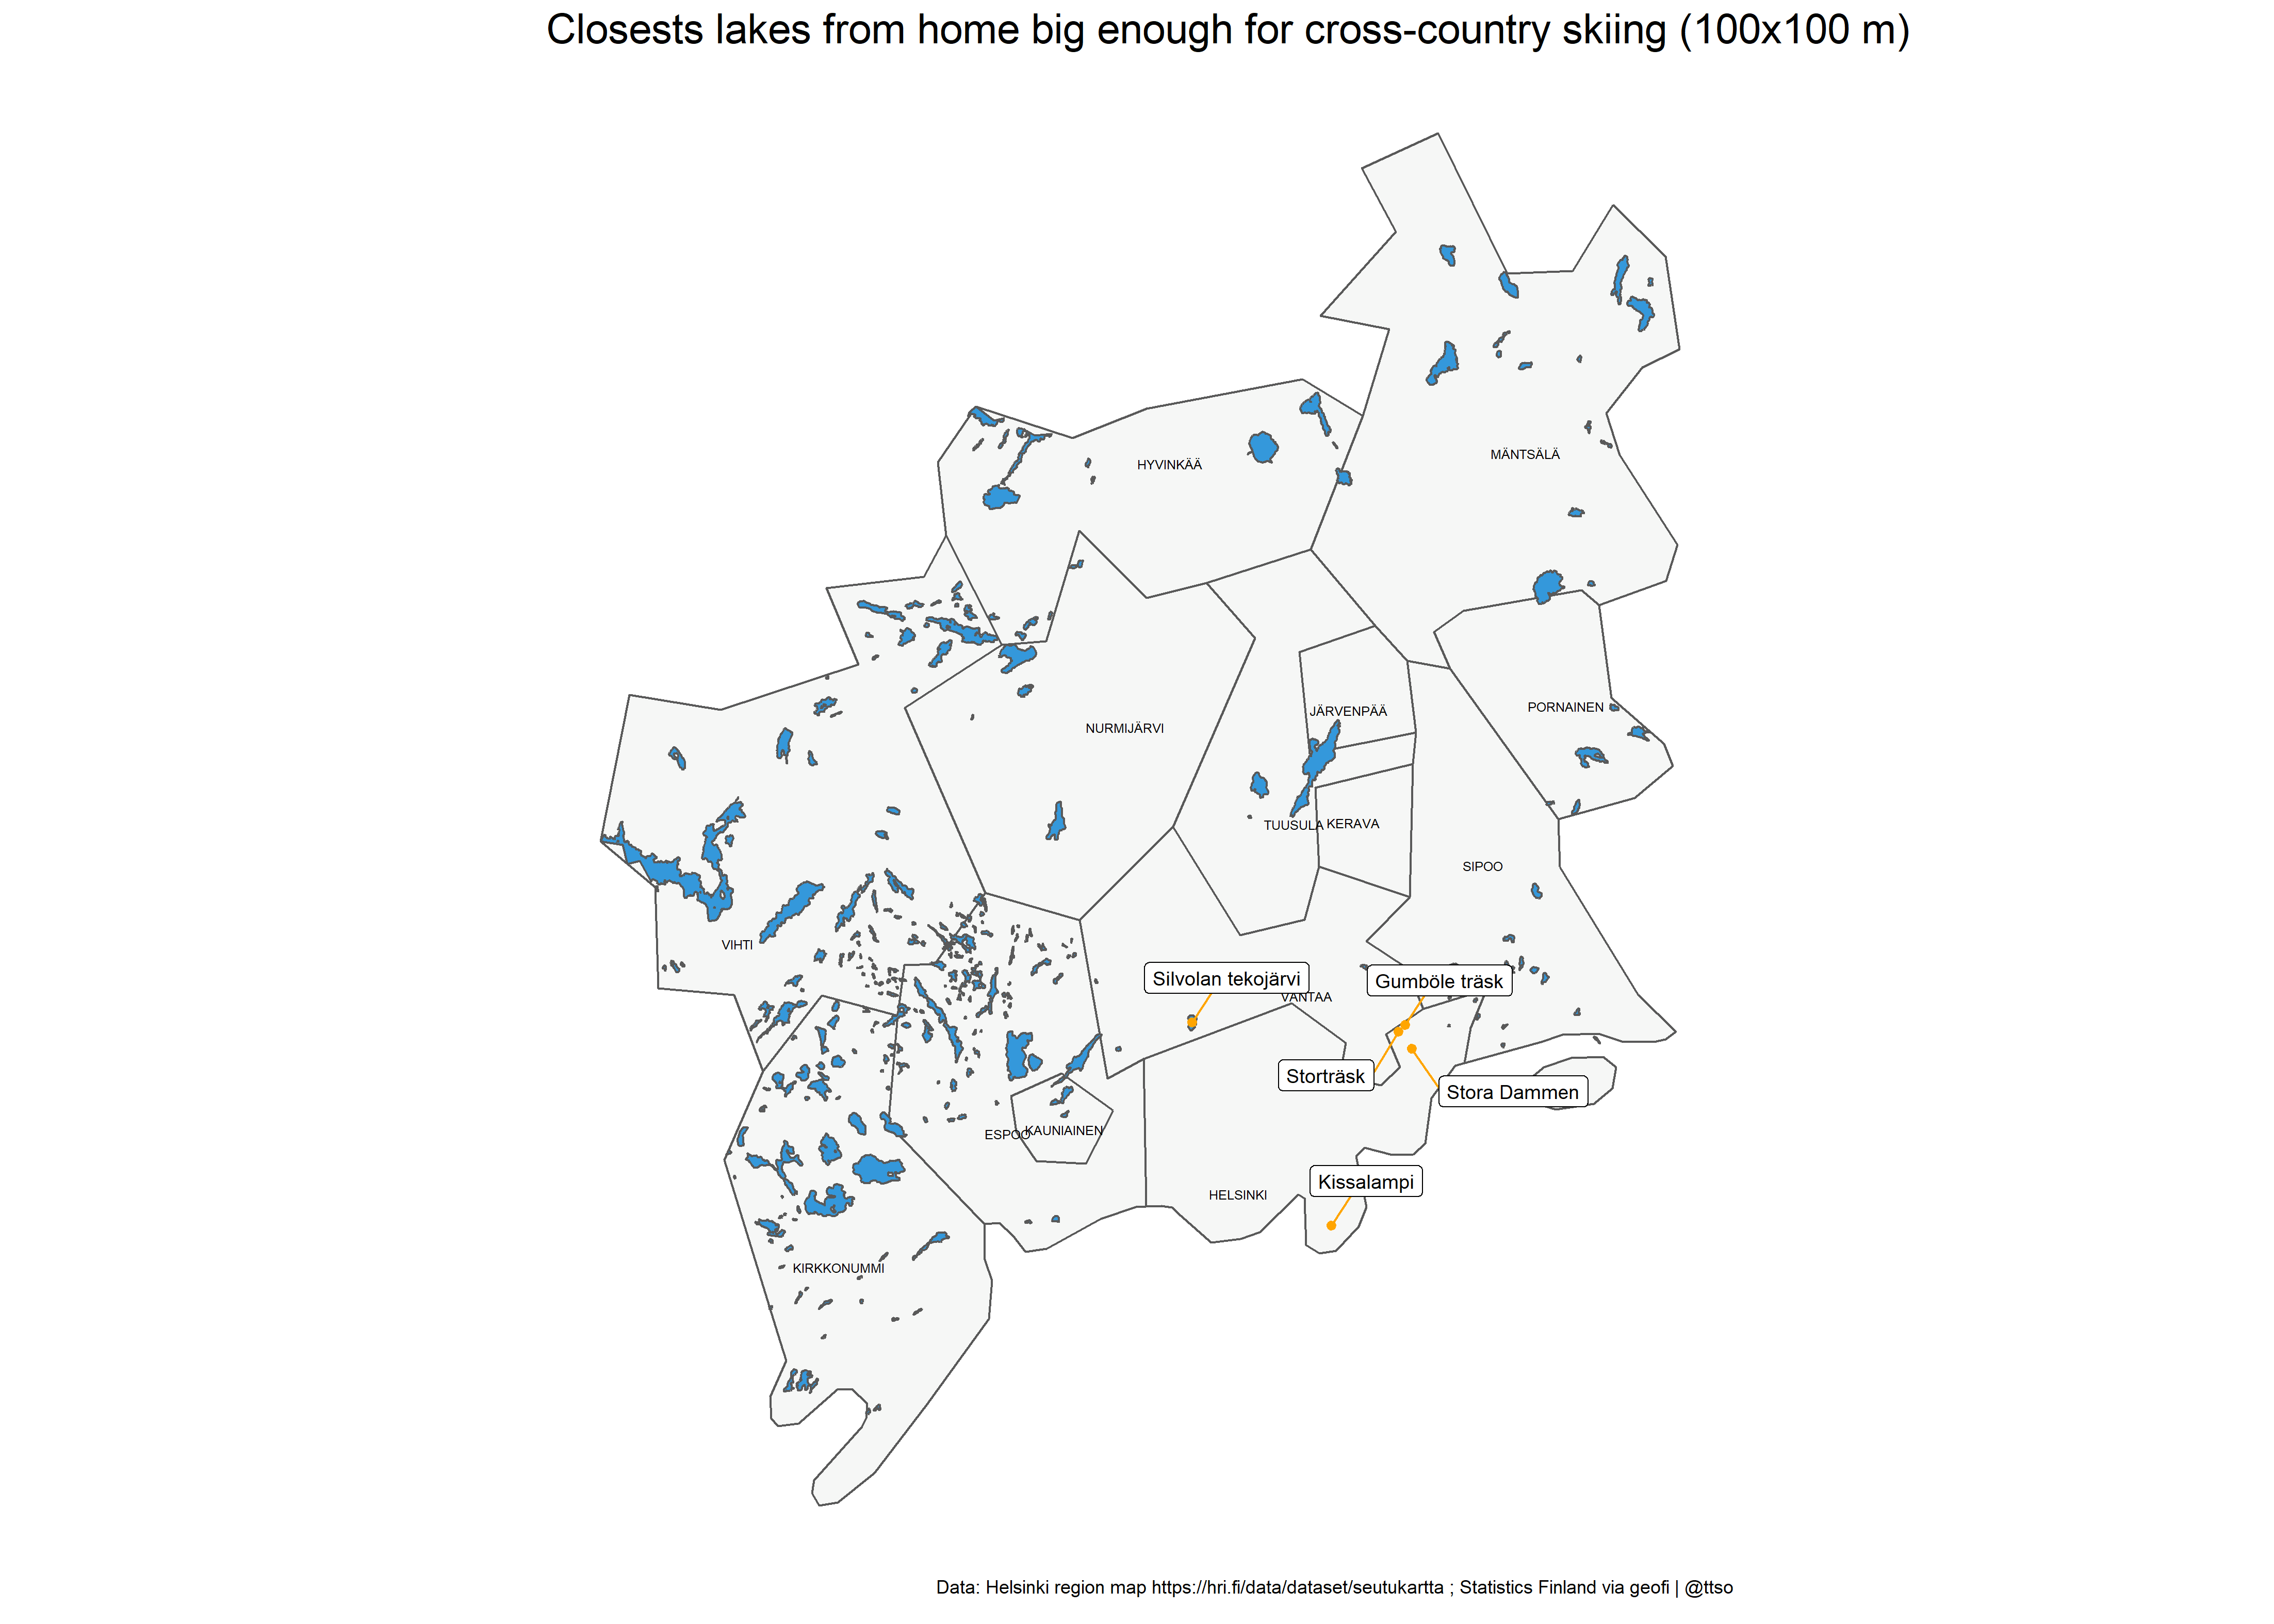 Closests lakes from home big enough for cross-country skiing (100x100 m)
MÄNTSÄLÄ
HYVINKÄÄ
PORNAINEN
JÄRVENPÄÄ
NURMIJÄRVI
TUUSULA
KERAVA
SIPOO
VIHTI
Silvolan tekojärvi
Gumböle träsk
VANTAA
Storträsk
Stora Dammen
ESPOO
KAUNIAINEN
Kissalampi
HELSINKI
KIRKKONUMMI
Data: Helsinki region map https://hri.fi/data/dataset/seutukartta ; Statistics Finland via geofi | @ttso